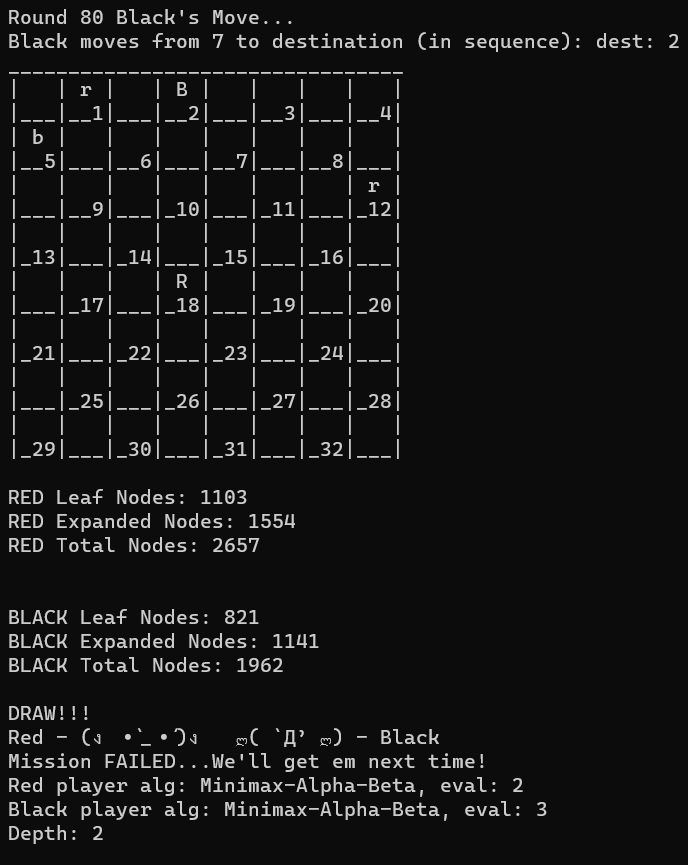 Round 80 Black's Move...
Black moves from 7 to destination (in sequence): dest: 2
_________________________________
|   | r |   | B |   |   |   |   |
|___|__1|___|__2|___|__3|___|__4|
| b |   |   |   |   |   |   |   |
|__5|___|__6|___|__7|___|__8|___|
|   |   |   |   |   |   |   | r |
|___|__9|___|_10|___|_11|___|_12|
|   |   |   |   |   |   |   |   |
|_13|___|_14|___|_15|___|_16|___|
|   |   |   | R |   |   |   |   |
|___|_17|___|_18|___|_19|___|_20|
|   |   |   |   |   |   |   |   |
|_21|___|_22|___|_23|___|_24|___|
|   |   |   |   |   |   |   |   |
|___|_25|___|_26|___|_27|___|_28|
|   |   |   |   |   |   |   |   |
|_29|___|_30|___|_31|___|_32|___|
RED Leaf Nodes: 1103
RED Expanded Nodes: 1554
RED Total Nodes: 2657
BLACK Leaf Nodes: 821
BLACK Expanded Nodes: 1141
BLACK Total Nodes: 1962
DRAW!!!
Red - (ง •̀_•́)ง   ლ( `Д’ ლ) - Black
Mission FAILED...We'll get em next time!
Red player alg: Minimax-Alpha-Beta, eval: 2
Black player alg: Minimax-Alpha-Beta, eval: 3
Depth: 2